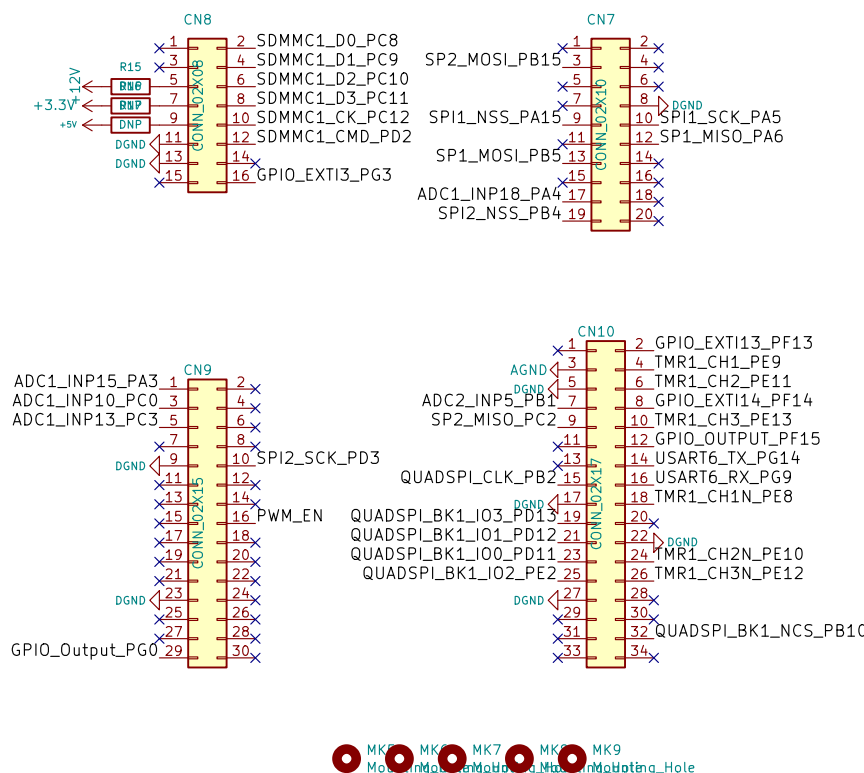 CN8
1 2 SDMMC1_D0_PC8
R15 3 4 SDMMC1_D1_PC9
+12V 5 6 SDMMC1_D2_PC10
+3.3V 7 8 SDMMC1_D3_PC11
+5V DNP 9 10 SDMMC1_CK_PC12
DGND 11 12 SDMMC1_CMD_PD2
DGND 13 14
15 16 GPIO_EXTI3_PG3
CONN_02X08
CN7
1 2
SP2_MOSI_PB15 3 4
5 6
7 8 DGND
SPI1_NSS_PA15 9 10 SPI1_SCK_PA5
11 12 SP1_MISO_PA6
SP1_MOSI_PB5 13 14
15 16
ADC1_INP18_PA4 17 18
SPI2_NSS_PB4 19 20
CONN_02X10
CN9
ADC1_INP15_PA3 1 2
ADC1_INP10_PC0 3 4
ADC1_INP13_PC3 5 6
7 8
DGND 9 10 SPI2_SCK_PD3
11 12
13 14
15 16 PWM_EN
17 18
19 20
21 22
DGND 23 24
25 26
27 28
GPIO_Output_PG0 29 30
CONN_02X15
CN10
1 2 GPIO_EXTI13_PF13
AGND 3 4 TMR1_CH1_PE9
DGND 5 6 TMR1_CH2_PE11
ADC2_INP5_PB1 7 8 GPIO_EXTI14_PF14
SP2_MISO_PC2 9 10 TMR1_CH3_PE13
11 12 GPIO_OUTPUT_PF15
13 14 USART6_TX_PG14
QUADSPI_CLK_PB2 15 16 USART6_RX_PG9
DGND 17 18 TMR1_CH1N_PE8
QUADSPI_BK1_IO3_PD13 19 20
QUADSPI_BK1_IO1_PD12 21 22 DGND
QUADSPI_BK1_IO0_PD11 23 24 TMR1_CH2N_PE10
QUADSPI_BK1_IO2_PE2 25 26 TMR1_CH3N_PE12
DGND 27 28
29 30
31 32 QUADSPI_BK1_NCS_PB10
33 34
CONN_02X17
MK7 MK9
Mounting_Hole